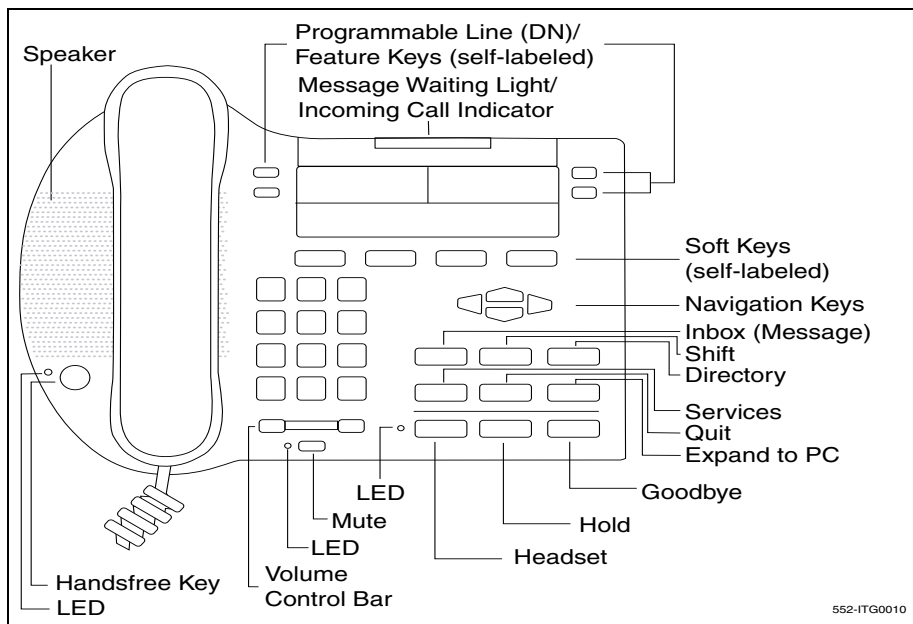 Programmable Line (DN)/
Feature Keys (self-labeled)
Speaker
Message Waiting Light/
Incoming Call Indicator
Soft Keys
(self-labeled)
Navigation Keys
Inbox (Message)
Shift
Directory
Services
Quit
Expand to PC
LED
Goodbye
Mute
Hold
LED
Headset
Handsfree Key
LED
Volume
Control Bar
552-ITG0010